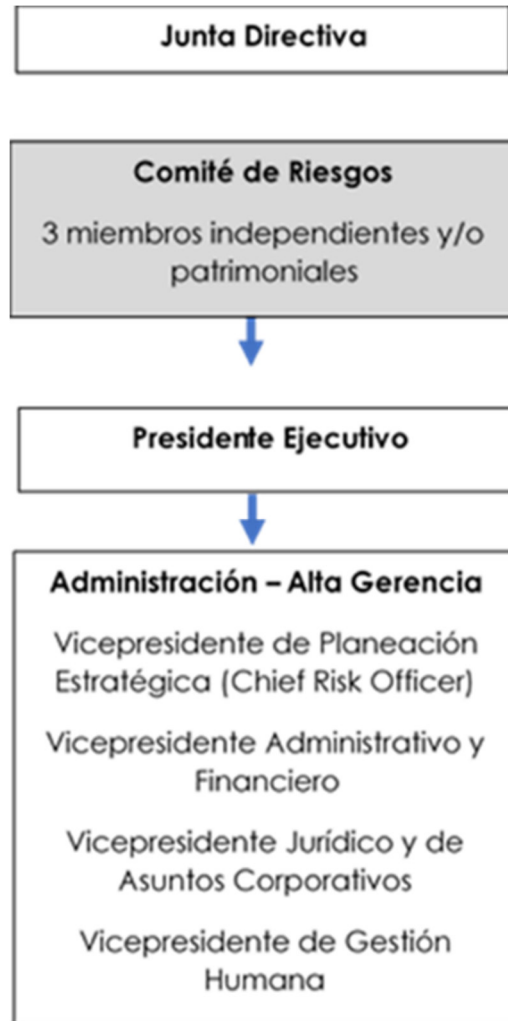 Junta Directiva
Comité de Riesgos
3 miembros independientes y/o
patrimoniales
Presidente Ejecutivo
Administración – Alta Gerencia
Vicepresidente de Planeación
Estratégica (Chief Risk Officer)
Vicepresidente Administrativo y
Financiero
Vicepresidente Jurídico y de
Asuntos Corporativos
Vicepresidente de Gestión
Humana